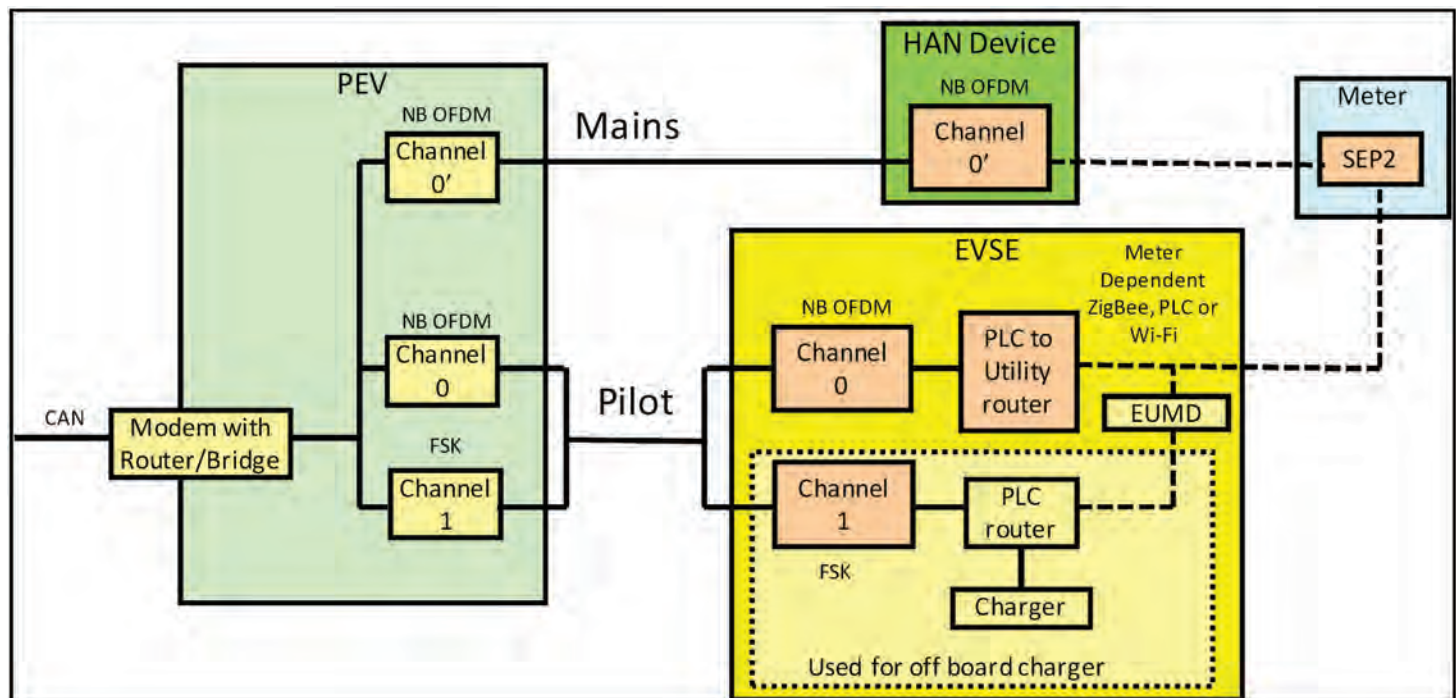 PEV
NB OFDM
Channel
0'
Mains
HAN Device
NB OFDM
Channel
0'
Meter
SEP2
NB OFDM
Channel
0
FSK
Channel
1
CAN
Modem with
Router/Bridge
Pilot
EVSE
NB OFDM
Channel
0
PLC to
Utility
router
Meter
Dependent
ZigBee, PLC or
Wi-Fi
EUMD
Channel
1
FSK
PLC
router
Charger
Used for off board charger